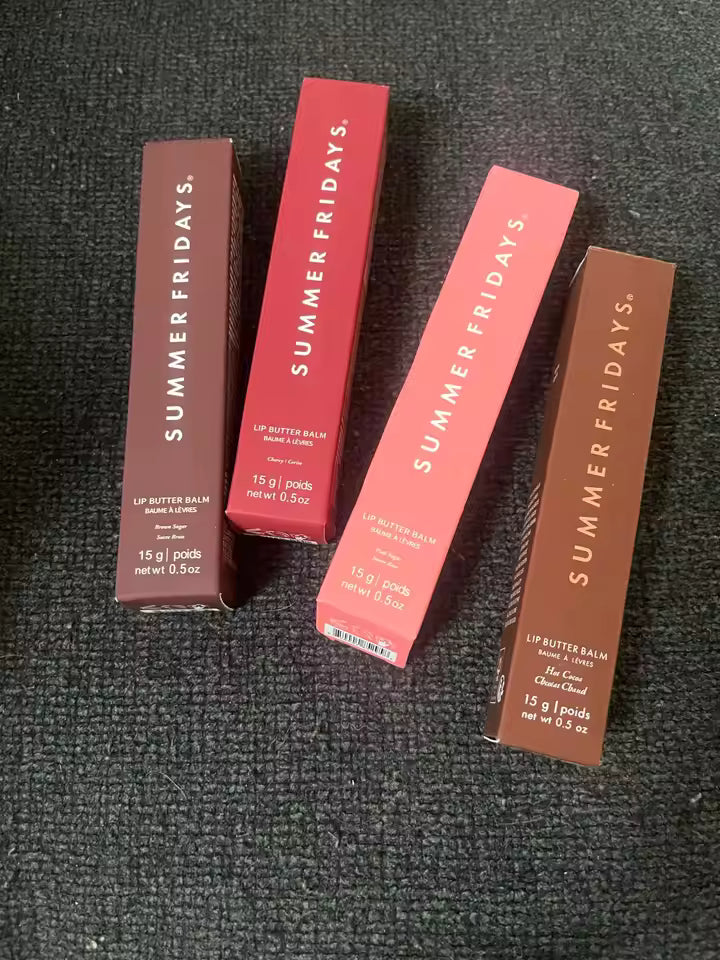 SUMMER FRIDAYS®
LIP BUTTER BALM
BAUME À LÈVRES
Brown Sugar
Sucre Brun
15 g | poids
net wt 0.5 oz
SUMMER FRIDAYS®
LIP BUTTER BALM
BAUME À LÈVRES
Cherry | Cerise
15 g | poids
net wt 0.5 oz
SUMMER FRIDAYS®
LIP BUTTER BALM
BAUME À LÈVRES
15 g | poids
net wt 0.5 oz
SUMMER FRIDAYS®
LIP BUTTER BALM
BAUME À LÈVRES
Hot Cocoa
15 g | poids
net wt 0.5 oz